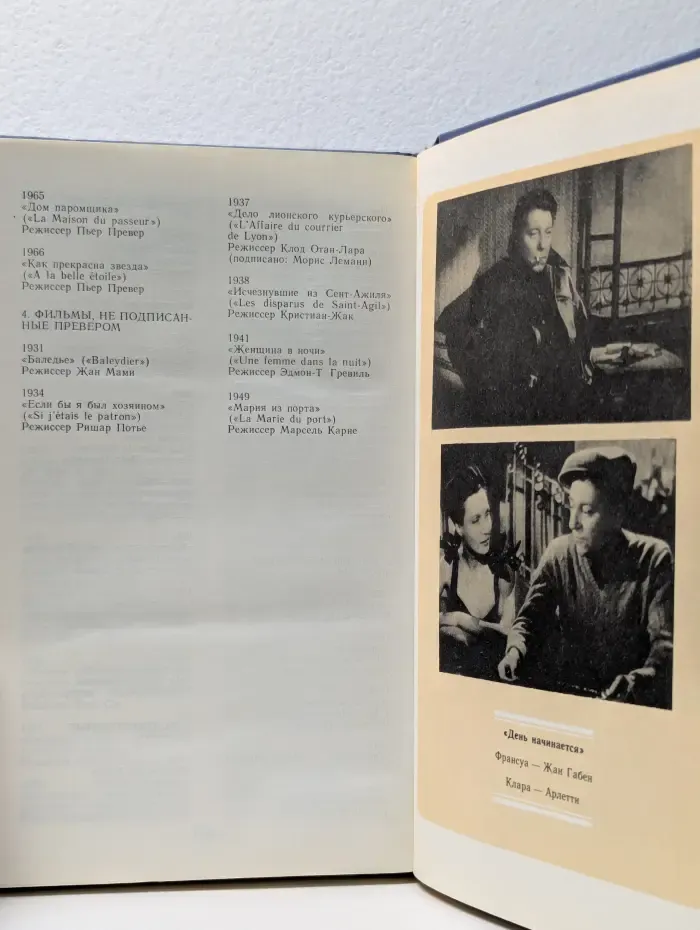 1965
«Дом паромщика»
(«La Maison du passeur»)
Режиссер Пьер Превер
1966
«Как прекрасна звезда»
(«A la belle étoile»)
Режиссер Пьер Превер
4. ФИЛЬМЫ, НЕ ПОДПИСАН-
НЫЕ ПРЕВЕРОМ
1931
«Баледье» («Baleydier»)
Режиссер Жан Мами
1934
«Если бы я был хозяином»
(«Si j'étais le patron»)
Режиссер Ришар Потье
1937
«Дело лионского курьерского»
(«L'Affaire du courrier
de Lyon»)
Режиссер Клод Отан-Лара
(подписано: Морис Леманн)
1938
«Исчезнувшие из Сент-Ажиля»
(«Les disparus de Saint-Agil»)
Режиссер Кристиан-Жак
1941
«Женщина в ночи»
(«Une femme dans la nuit»)
Режиссер Эдмон-Т Гревиль
1949
«Мария из порта»
(«La Marie du port»)
Режиссер Марсель Карне
«День начинается»
Франсуа — Жан Габен
Клара — Арлетти